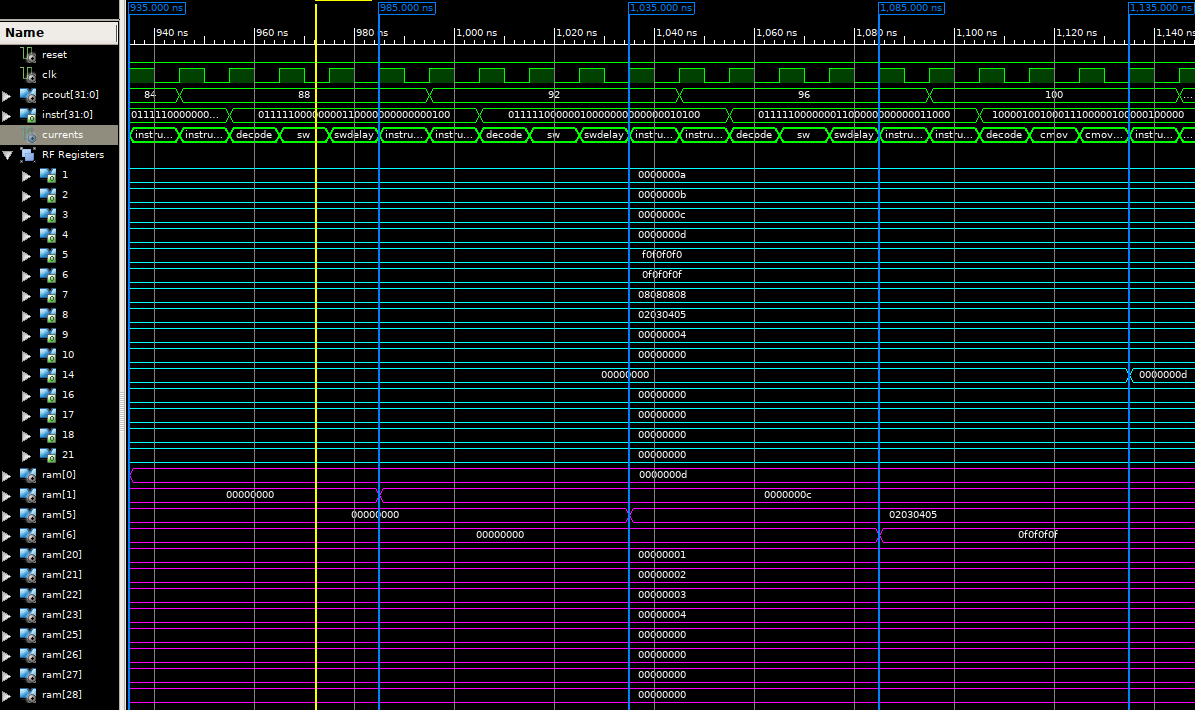 935.000 ns 985.000 ns 1,035.000 ns 1,085.000 ns 1,135.000 ns
Name 940 ns 960 ns 980 ns 1,000 ns 1,020 ns 1,040 ns 1,060 ns 1,080 ns 1,100 ns 1,120 ns 1,140 ns
reset
clk
pcout[31:0] 84 88 92 96 100 ...
instr[31:0] 0111110000000... 01111100000000110000000000000100 01111100000010000000000000010100 01111100000001100000000000011000 10000100100011100000100000100000
currents instru... instru... decode sw swdelay instru... instru... decode sw swdelay instru... instru... decode sw swdelay instru... instru... decode cmov cmov... instru... ...
RF Registers
1 0000000a
2 0000000b
3 0000000c
4 0000000d
5 f0f0f0f0
6 0f0f0f0f
7 08080808
8 02030405
9 00000004
10 00000000
14 00000000 0000000d
16 00000000
17 00000000
18 00000000
21 00000000
ram[0] 0000000d
ram[1] 00000000 0000000c
ram[5] 00000000 02030405
ram[6] 00000000 0f0f0f0f
ram[20] 00000001
ram[21] 00000002
ram[22] 00000003
ram[23] 00000004
ram[25] 00000000
ram[26] 00000000
ram[27] 00000000
ram[28] 00000000